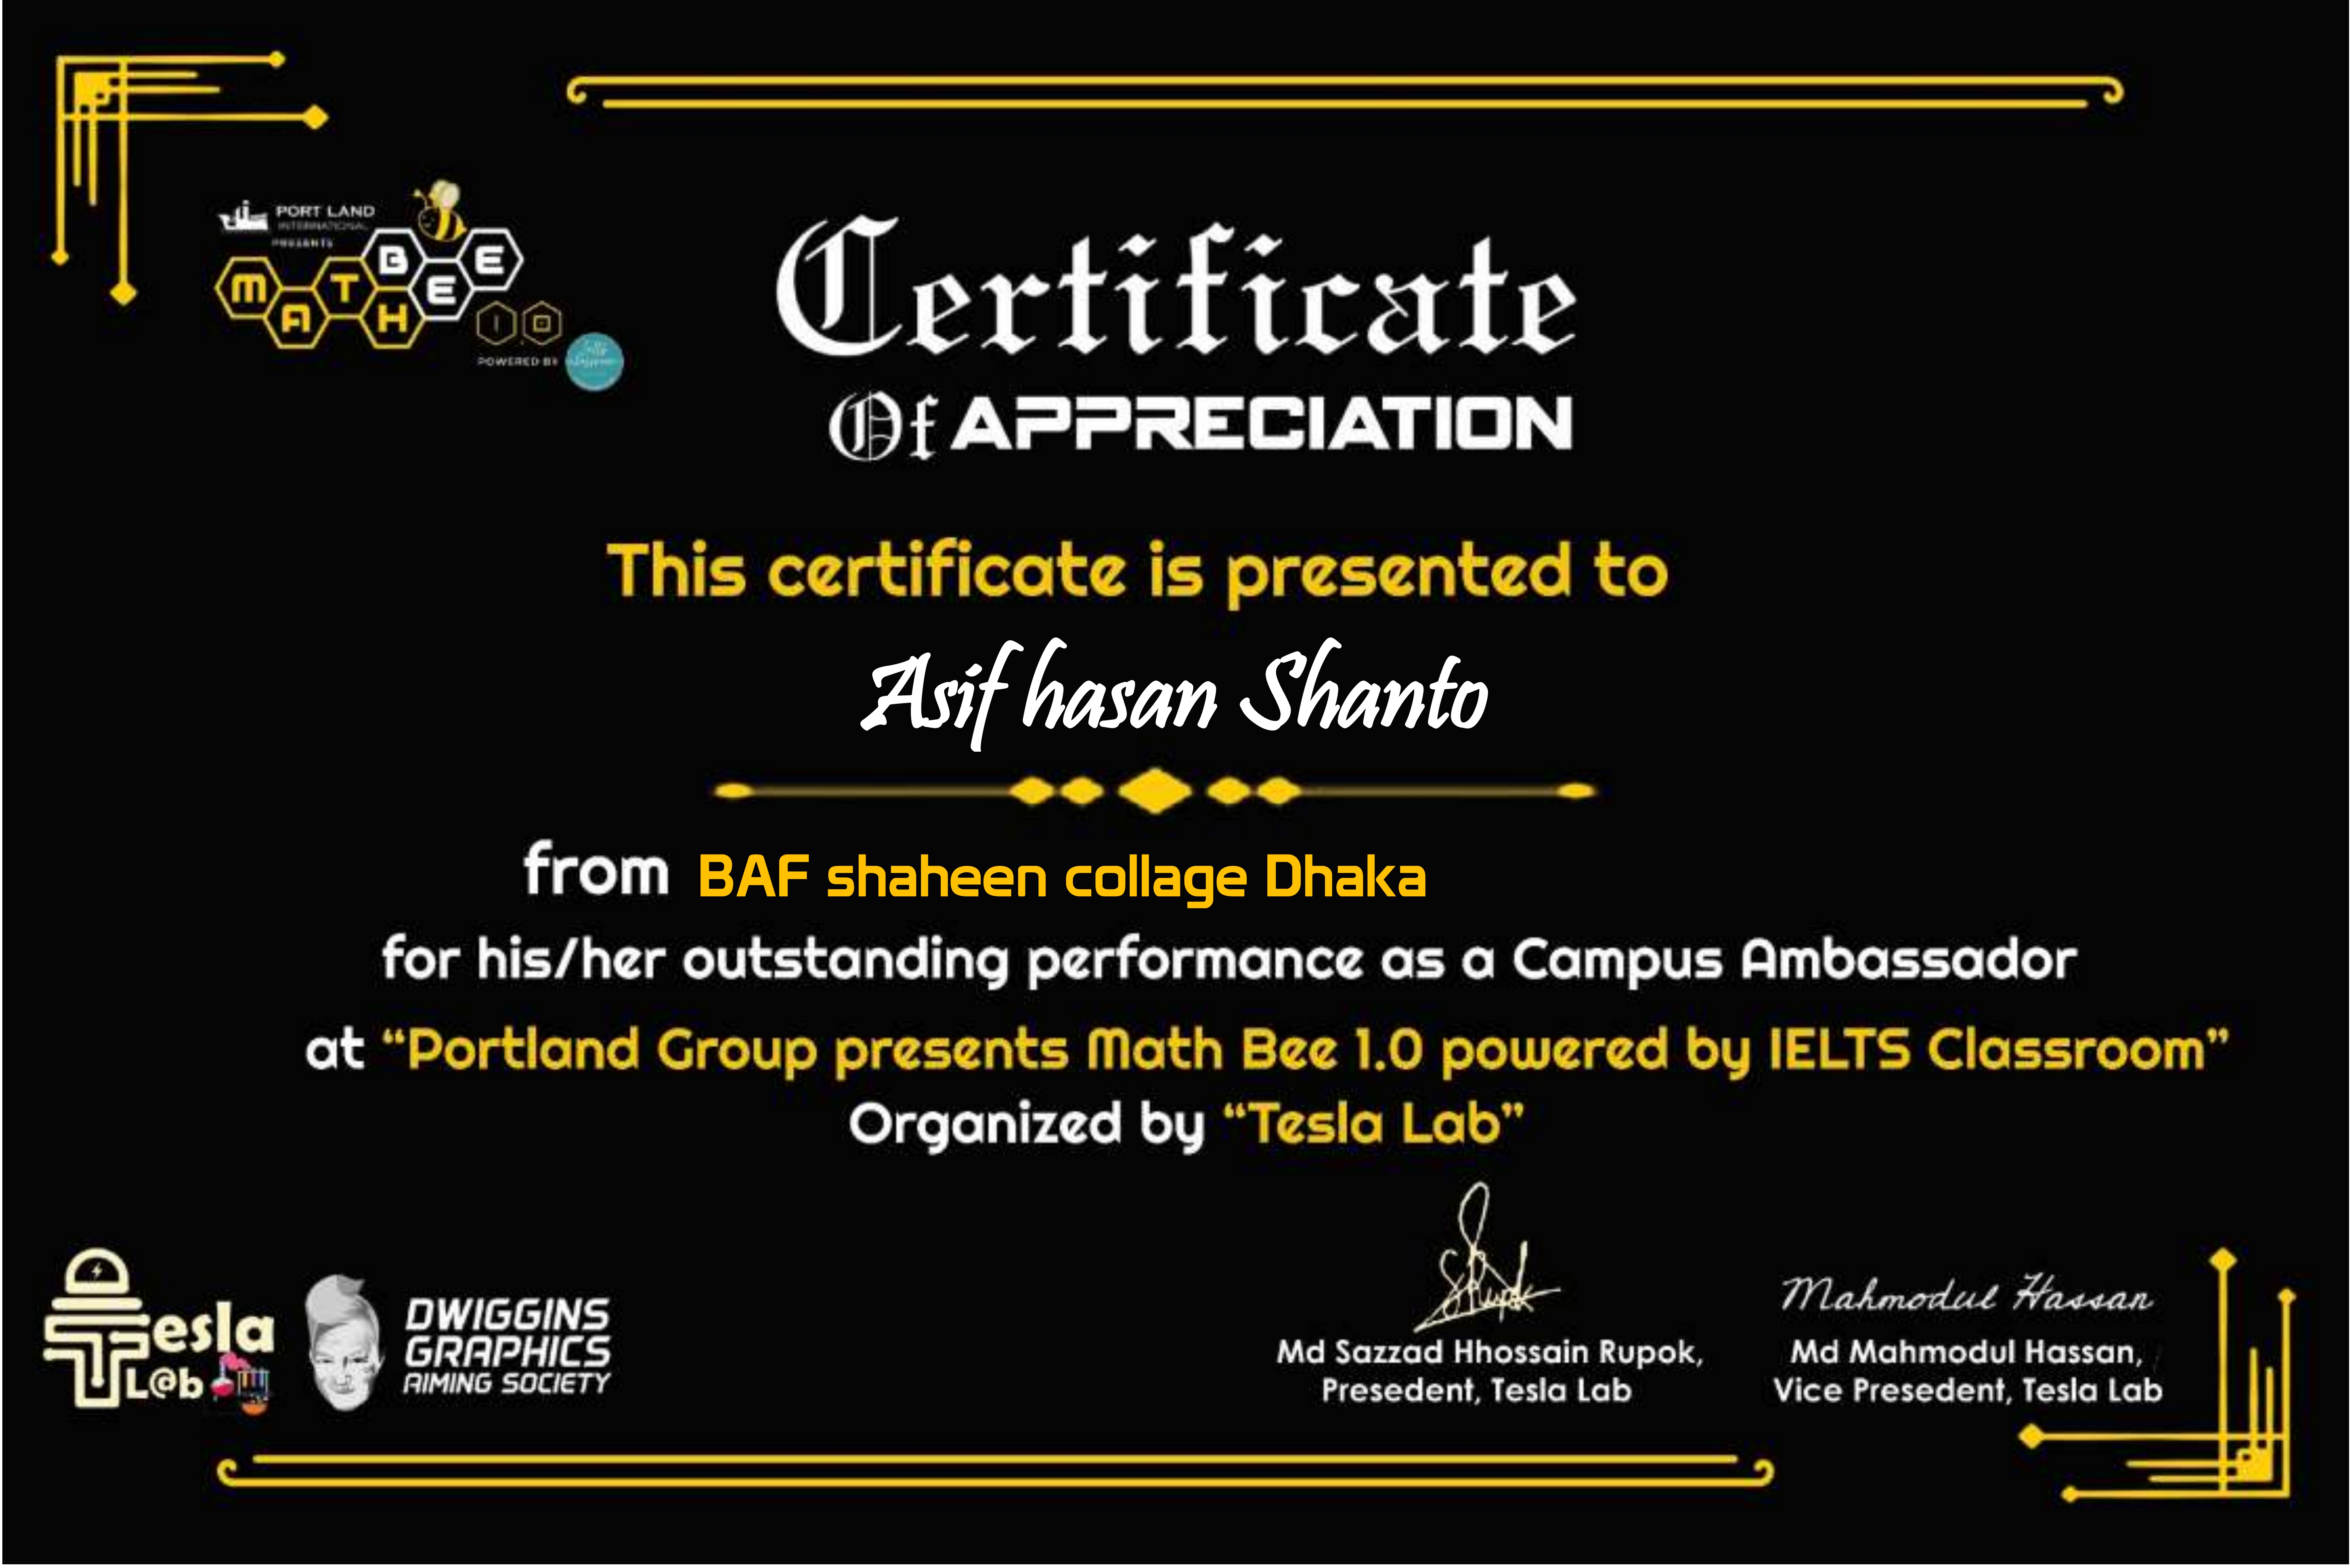 PORT LAND
INTERNATIONAL
PRESENTS
MATH BEE
1.0
POWERED BY
Certificate
Of APPRECIATION
This certificate is presented to
Asif hasan Shanto
from BAF shaheen collage Dhaka
for his/her outstanding performance as a Campus Ambassador
at “Portland Group presents Math Bee 1.0 powered by IELTS Classroom”
Organized by “Tesla Lab”
Tesla
L@b
DWIGGINS
GRAPHICS
AIMING SOCIETY
Mahmodul Hassan
Md Sazzad Hhossain Rupok,
Presedent, Tesla Lab
Md Mahmodul Hassan,
Vice Presedent, Tesla Lab